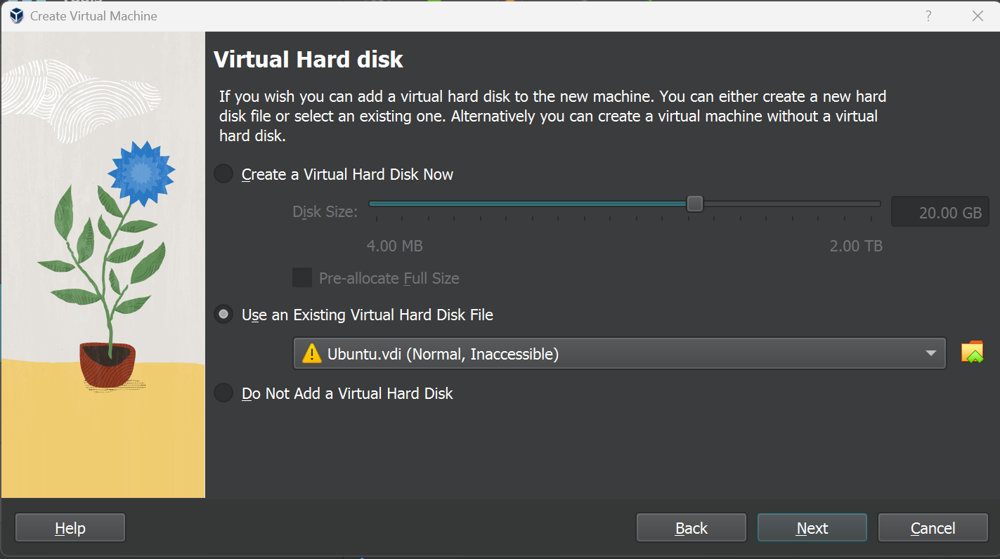 Create Virtual Machine
?
Virtual Hard disk
If you wish you can add a virtual hard disk to the new machine. You can either create a new hard
disk file or select an existing one. Alternatively you can create a virtual machine without a virtual
hard disk.
Create a Virtual Hard Disk Now
Disk Size:
20.00 GB
4.00 MB
2.00 TB
Pre-allocate Full Size
Use an Existing Virtual Hard Disk File
Ubuntu.vdi (Normal, Inaccessible)
Do Not Add a Virtual Hard Disk
Help
Back
Next
Cancel